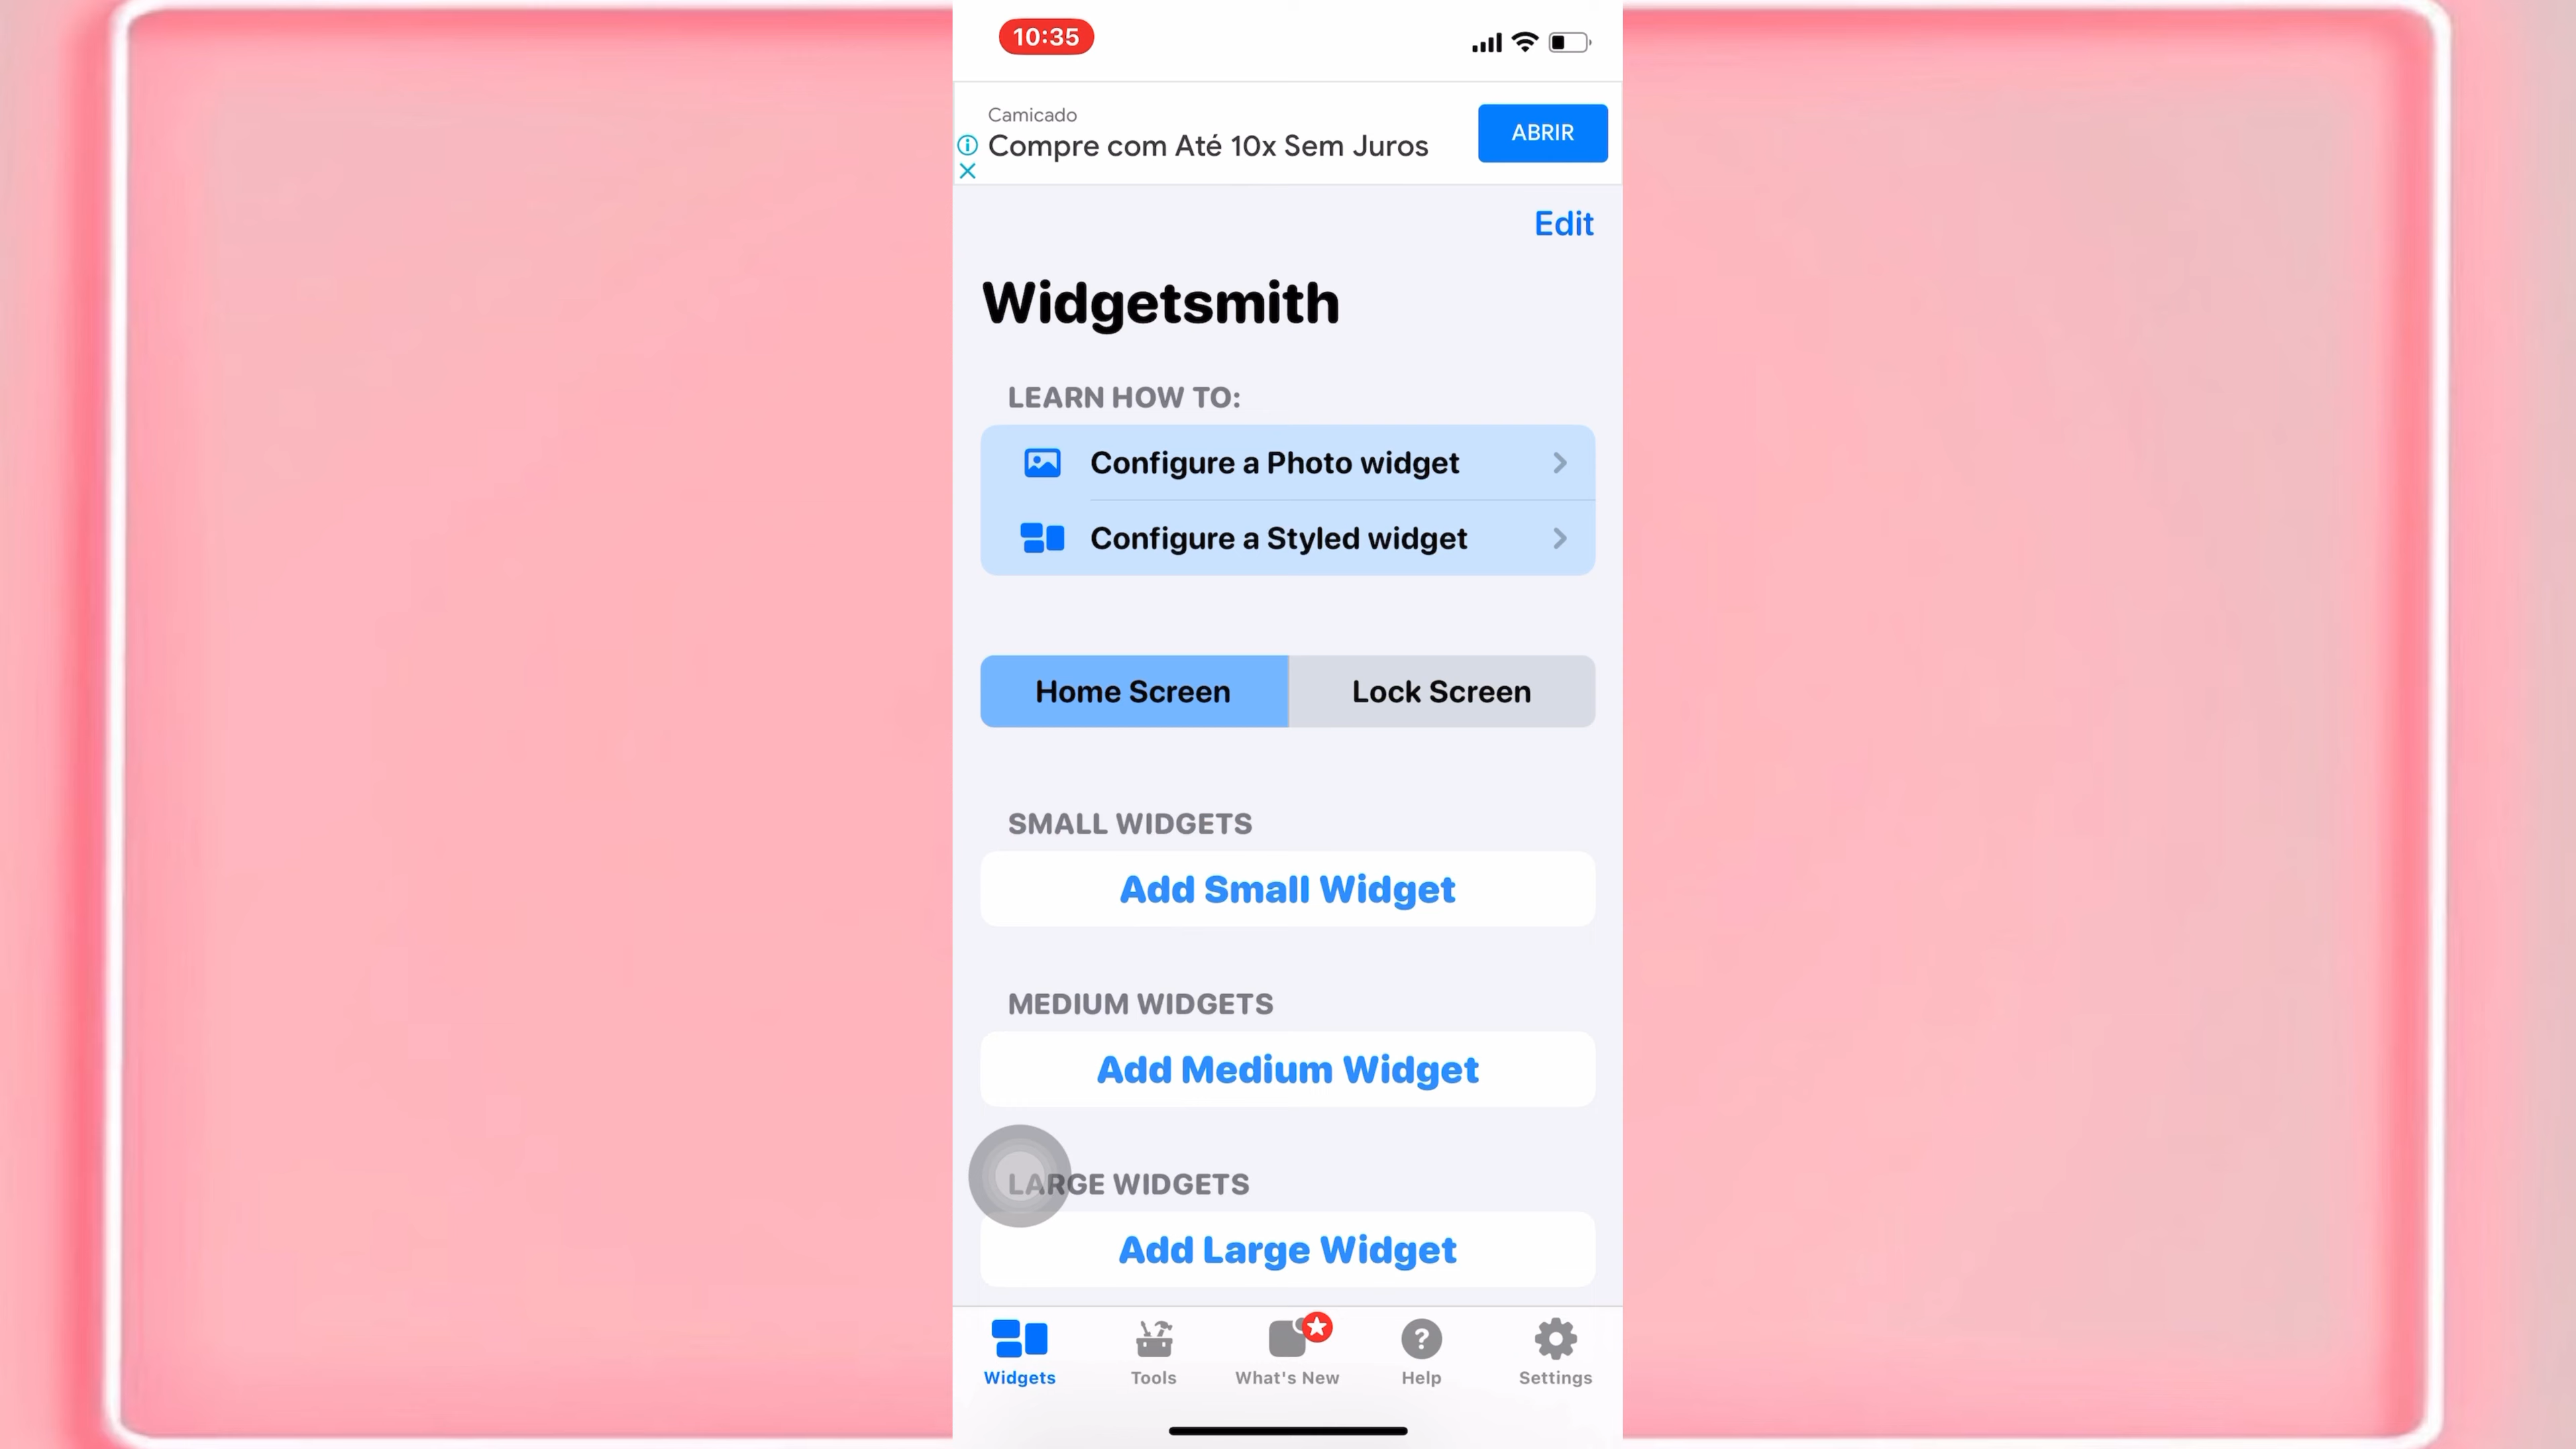 10:35
Camicado
Compre com Até 10x Sem Juros
ABRIR
Edit
Widgetsmith
LEARN HOW TO:
Configure a Photo widget
Configure a Styled widget
Home Screen
Lock Screen
SMALL WIDGETS
Add Small Widget
MEDIUM WIDGETS
Add Medium Widget
LARGE WIDGETS
Add Large Widget
Widgets
Tools
What's New
Help
Settings